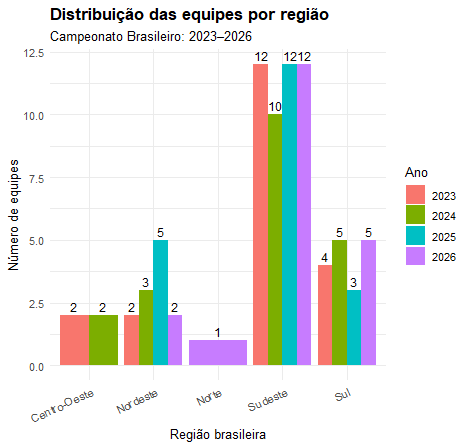 Distribuição das equipes por região
Campeonato Brasileiro: 2023–2026
12.5
10.0
7.5
5.0
2.5
0.0
Número de equipes
2 2
2 3 5 2
1
12 10 12 12
4 5 3 5
Centro-Oeste
Nordeste
Norte
Sudeste
Sul
Região brasileira
Ano
2023
2024
2025
2026